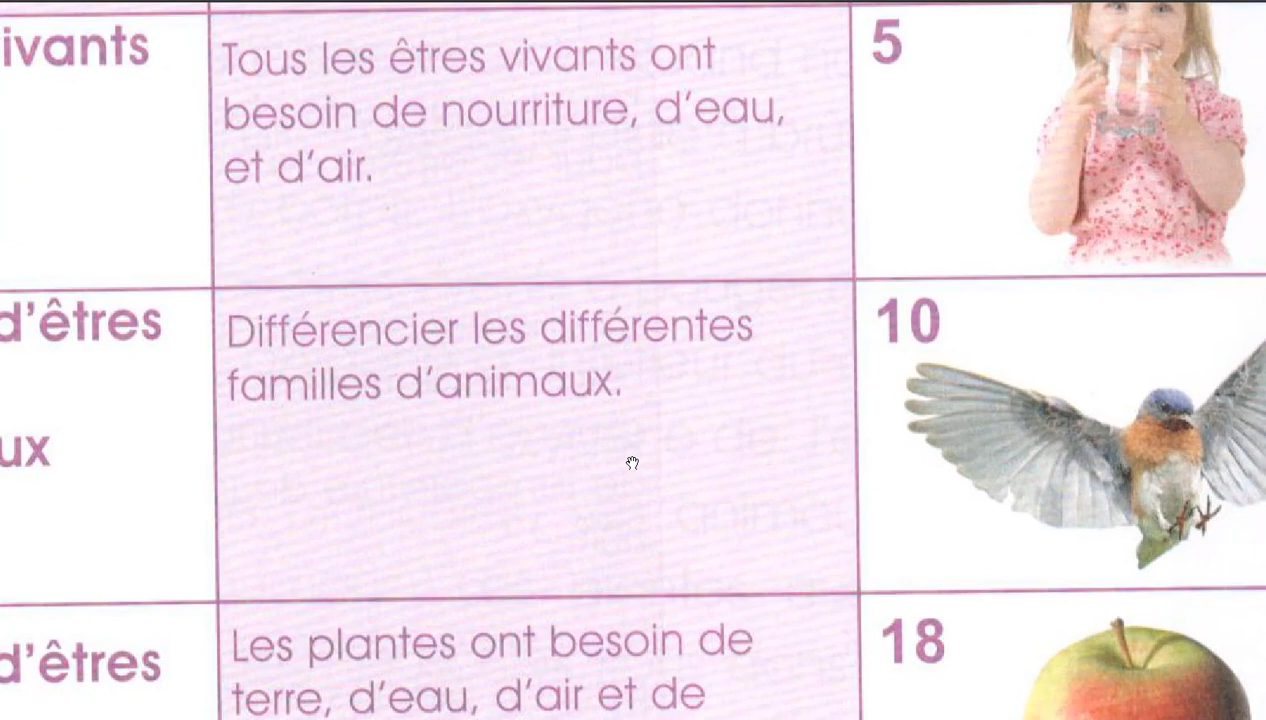 ivants
Tous les êtres vivants ont
besoin de nourriture, d'eau,
et d'air.
5
d'êtres
ux
Différencier les différentes
familles d'animaux.
10
d'êtres
Les plantes ont besoin de
terre, d'eau, d'air et de
18